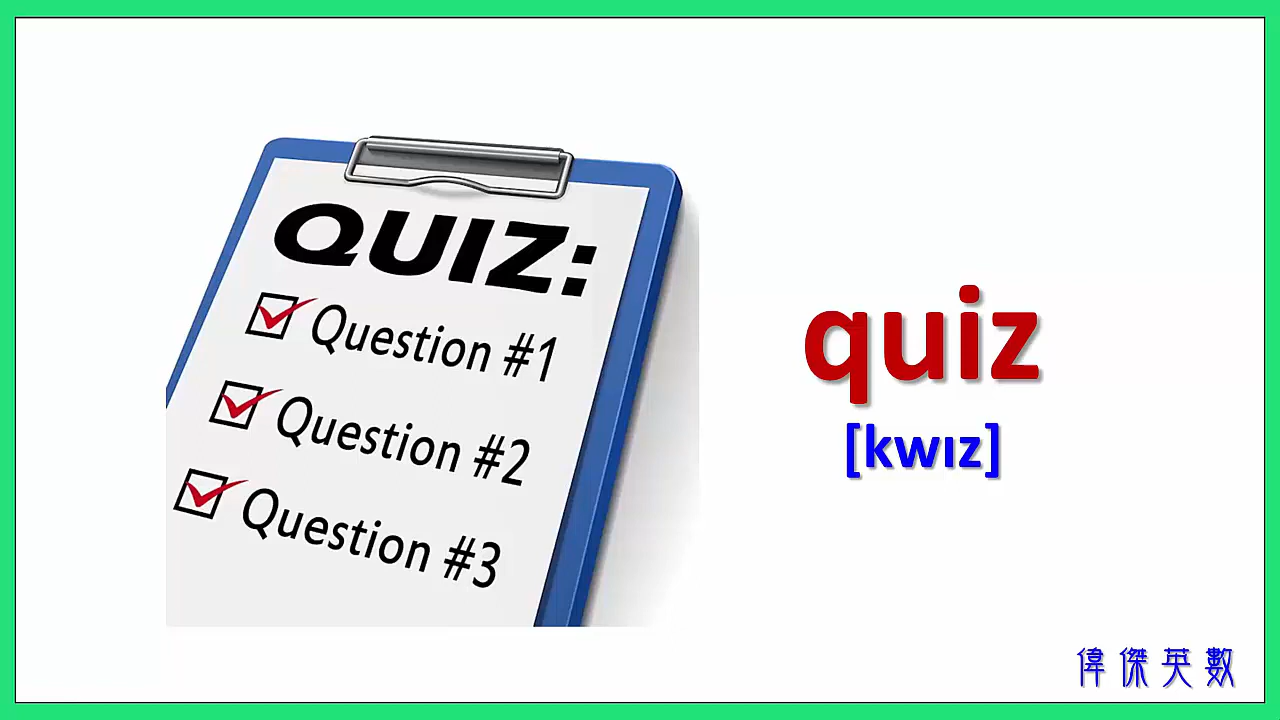 QUIZ:
Question #1
Question #2
Question #3
quiz
[kwɪz]
偉傑英數